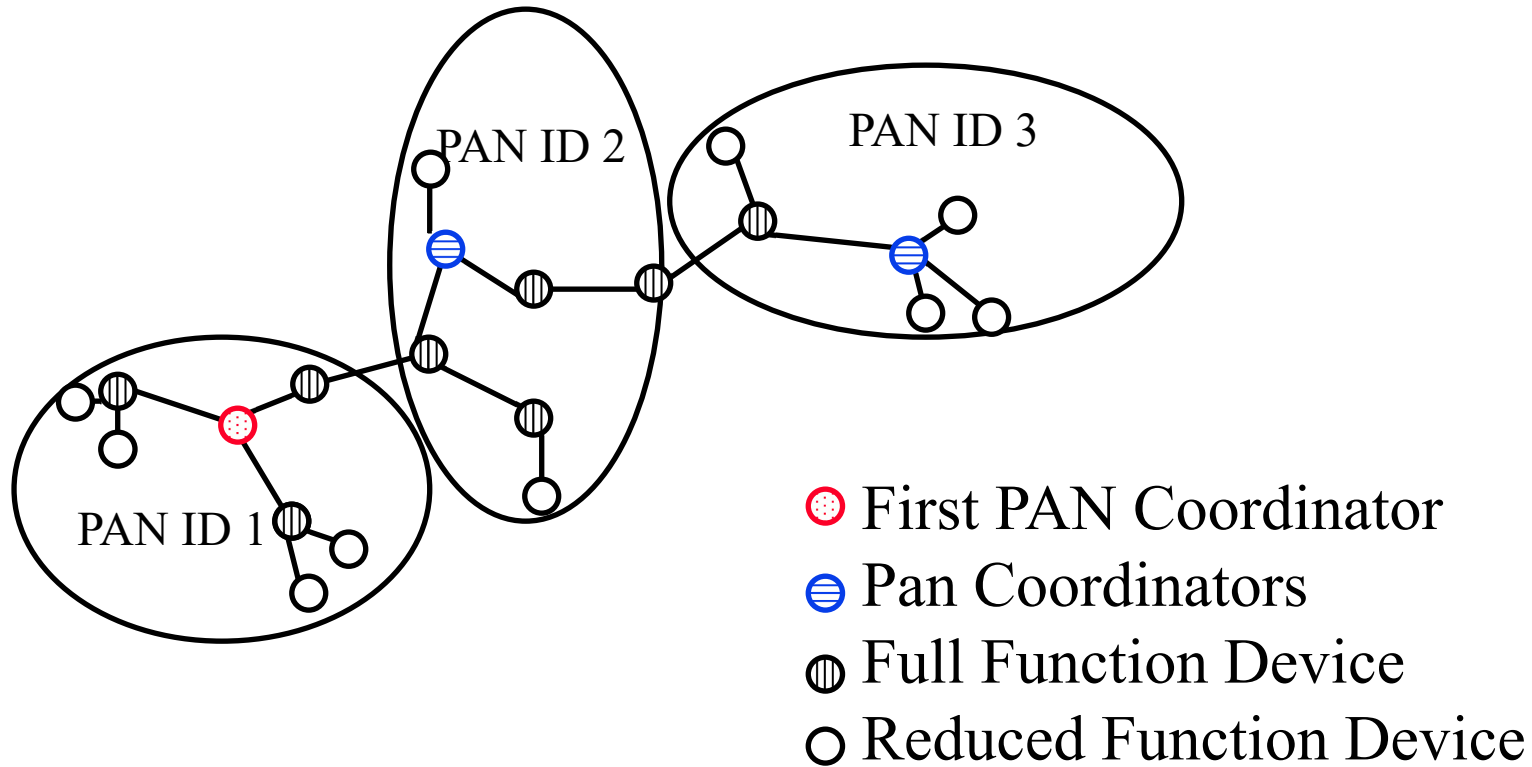 PAN ID 2
PAN ID 3
PAN ID 1
First PAN Coordinator
Pan Coordinators
Full Function Device
Reduced Function Device